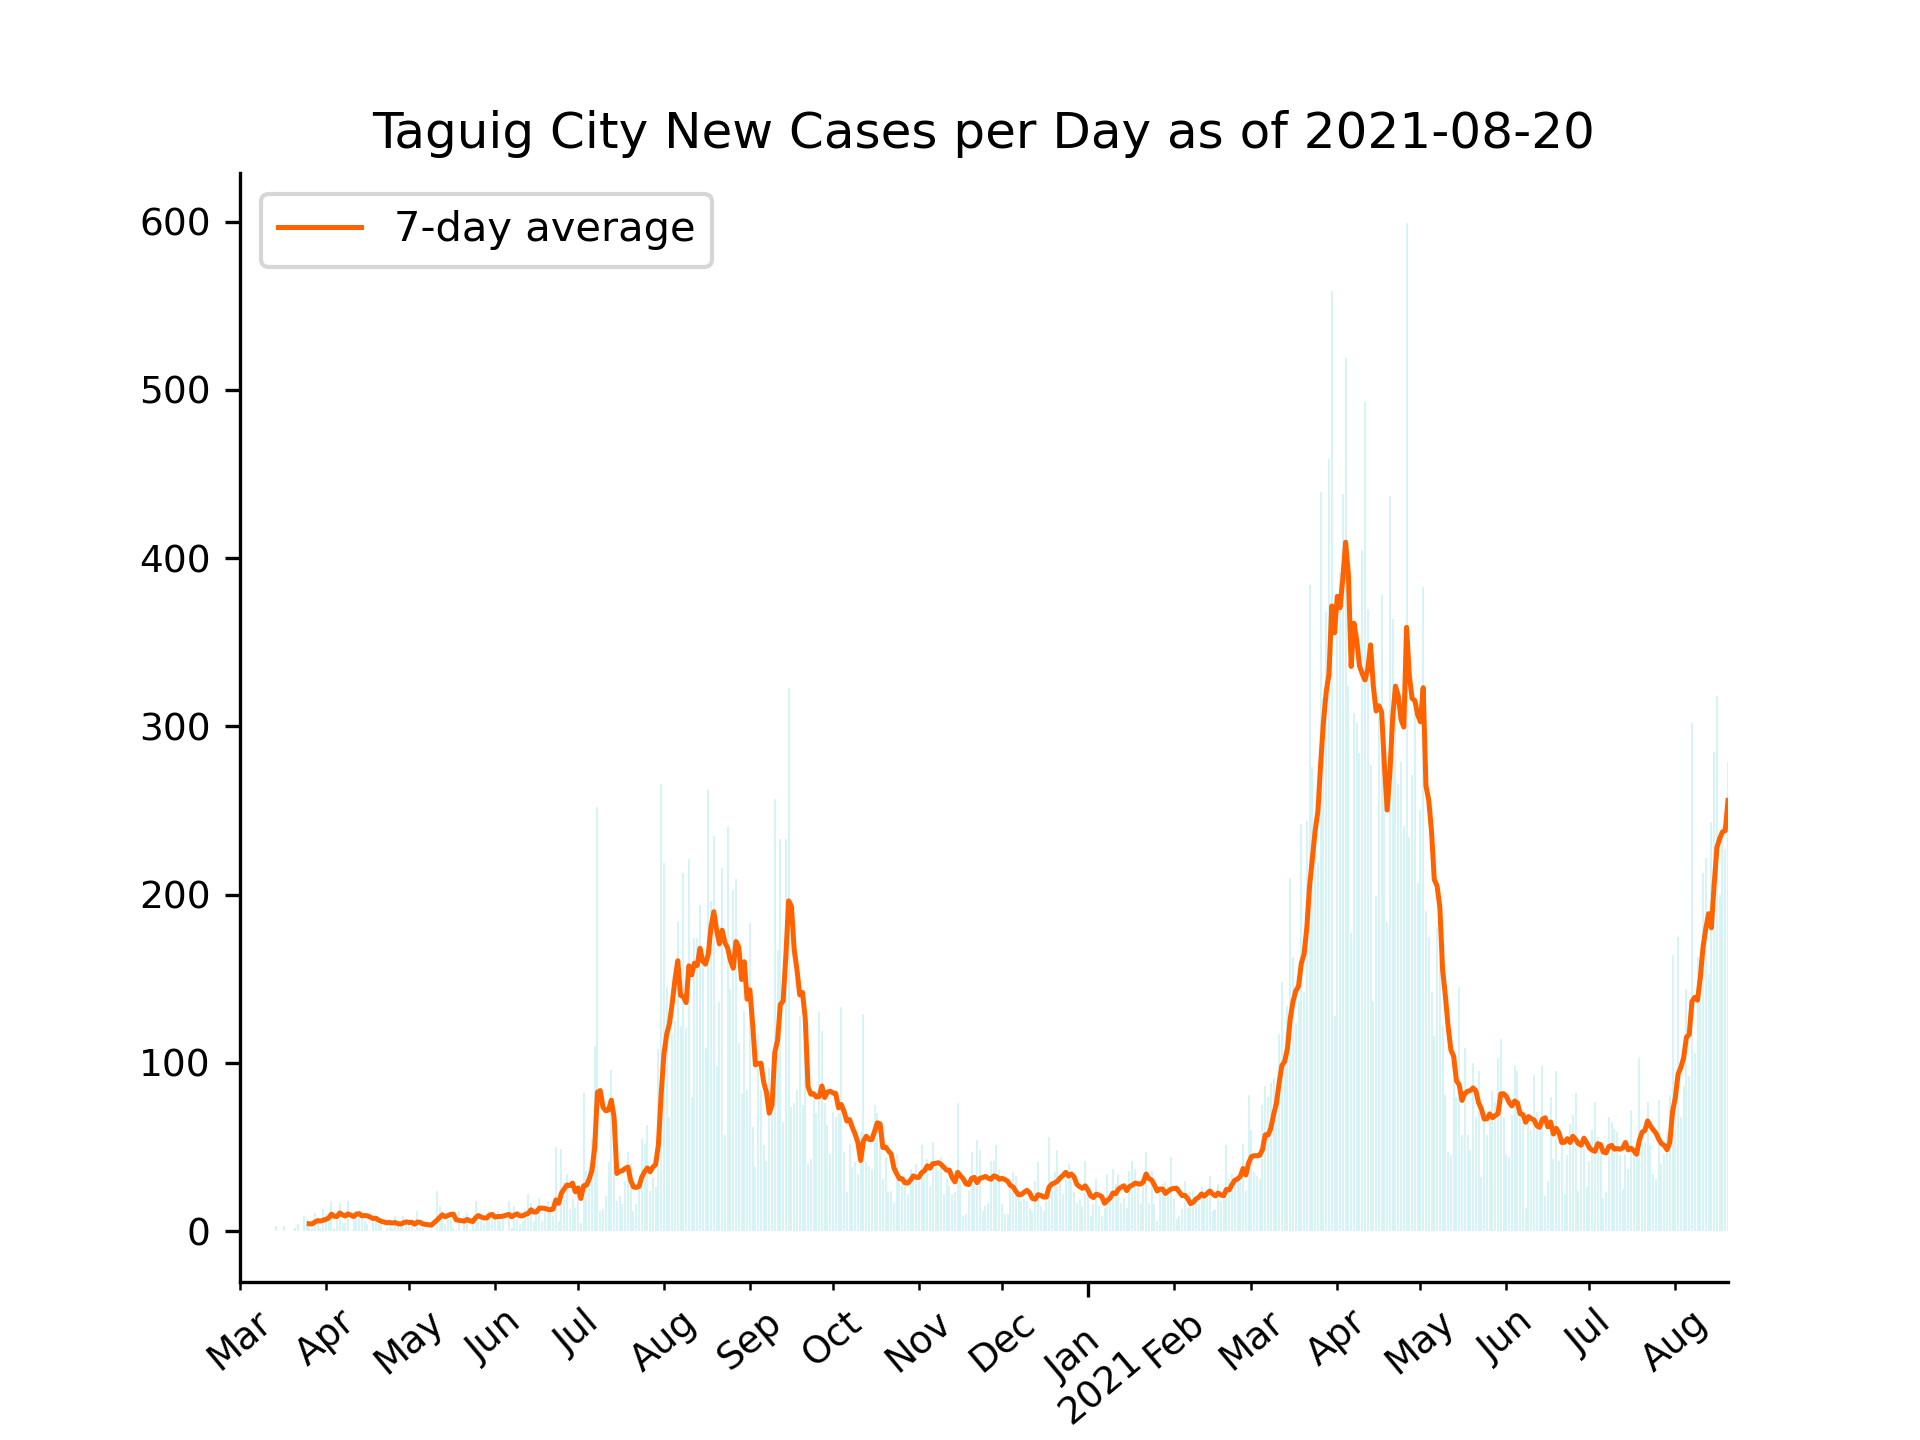 Taguig City New Cases per Day as of 2021-08-20
7-day average
600
500
400
300
200
100
0
Mar
Apr
May
Jun
Jul
Aug
Sep
Oct
Nov
Dec
Jan
2021
Feb
Mar
Apr
May
Jun
Jul
Aug